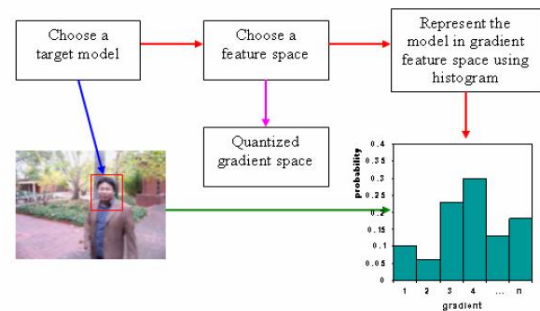 Choose a
target model
Choose a
feature space
Represent the
model in gradient
feature space using
histogram
Quantized
gradient space
probability
0.4
0.35
0.3
0.25
0.2
0.15
0.1
0.05
0
1 2 3 4 ... n
gradient